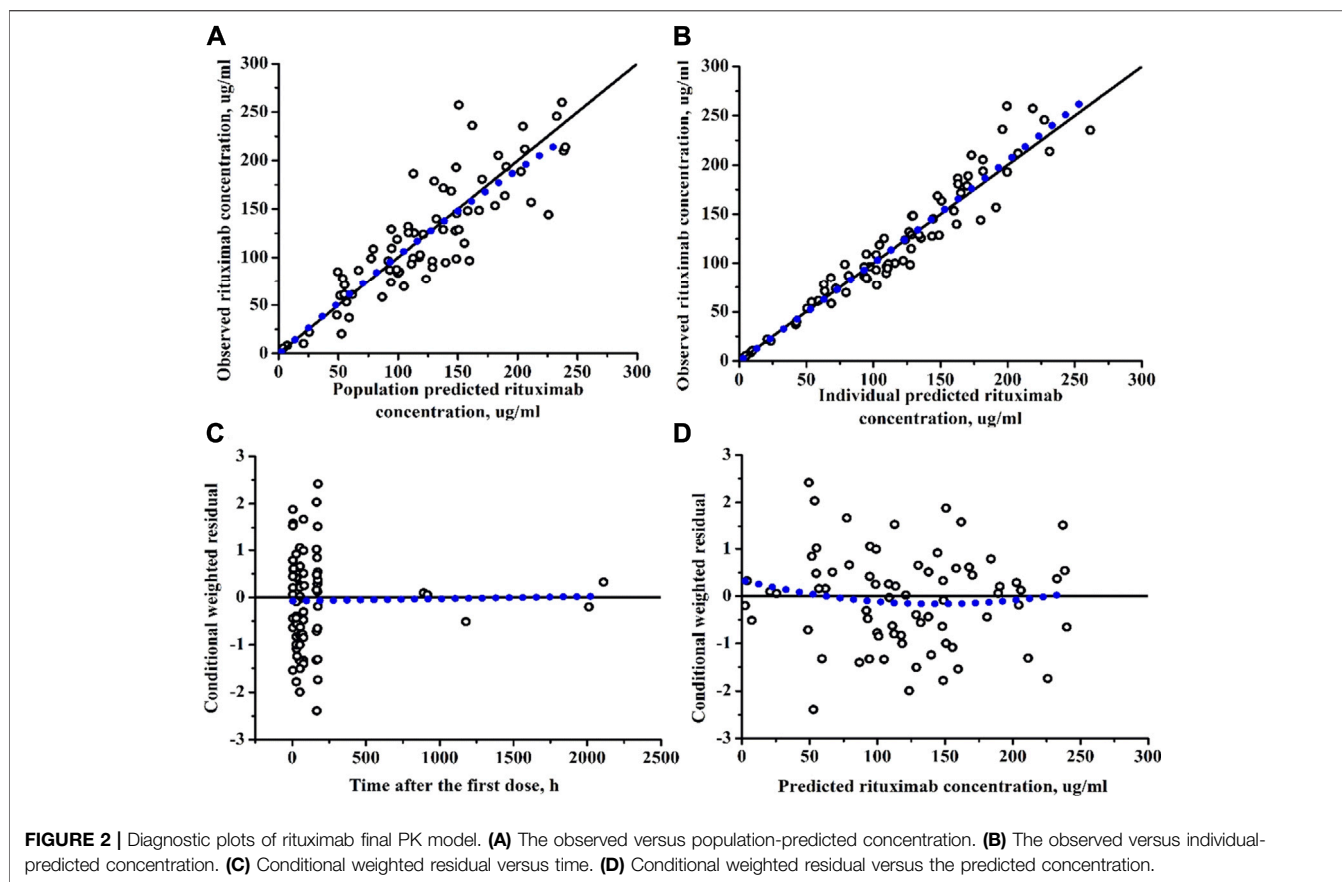 A
300
250
200
150
100
50
0
0 50 100 150 200 250 300
Observed rituximab concentration, ug/ml
Population predicted rituximab
concentration, ug/ml
B
300
250
200
150
100
50
0
0 50 100 150 200 250 300
Observed rituximab concentration, ug/ml
Individual predicted rituximab
concentration, ug/ml
C
3
2
1
0
-1
-2
-3
0 500 1000 1500 2000 2500
Conditional weighted residual
Time after the first dose, h
D
3
2
1
0
-1
-2
-3
0 50 100 150 200 250 300
Conditional weighted residual
Predicted rituximab concentration, ug/ml
FIGURE 2 | Diagnostic plots of rituximab final PK model. (A) The observed versus population-predicted concentration. (B) The observed versus individual-
predicted concentration. (C) Conditional weighted residual versus time. (D) Conditional weighted residual versus the predicted concentration.